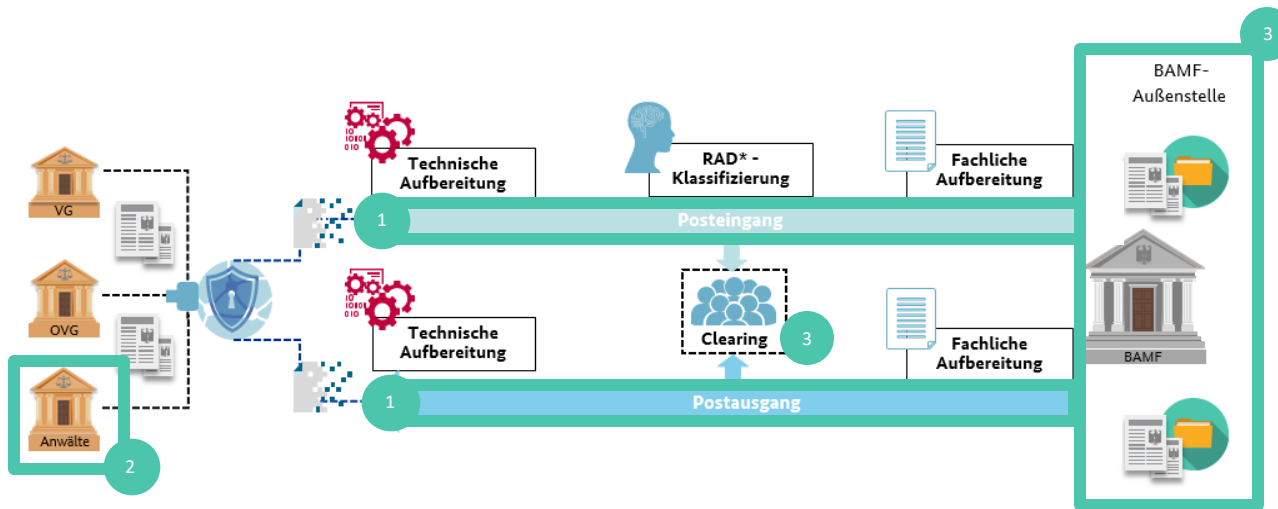 3
BAMF-
Außenstelle
Technische
Aufbereitung
RAD* -
Klassifizierung
Fachliche
Aufbereitung
VG
1
Posteingang
OVG
Technische
Aufbereitung
Clearing
3
Fachliche
Aufbereitung
BAMF
1
Postausgang
Anwälte
2